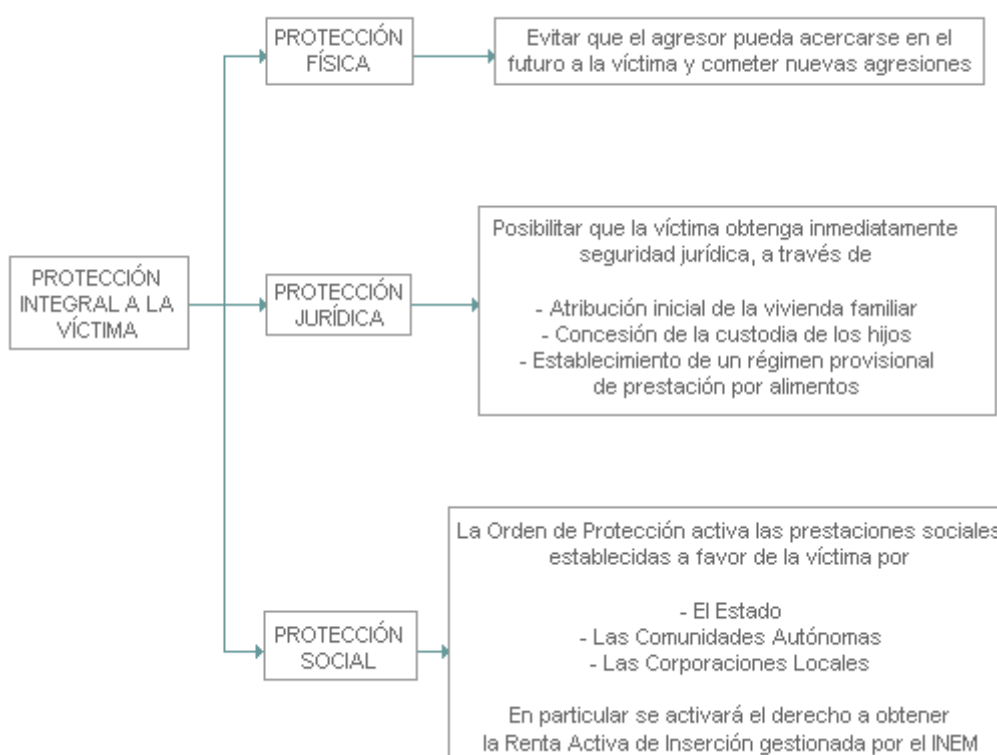 PROTECCIÓN
FÍSICA
Evitar que el agresor pueda acercarse en el
futuro a la víctima y cometer nuevas agresiones
PROTECCIÓN
INTEGRAL A LA
VÍCTIMA
PROTECCIÓN
JURÍDICA
Posibilitar que la víctima obtenga inmediatamente
seguridad jurídica, a través de
- Atribución inicial de la vivienda familiar
- Concesión de la custodia de los hijos
- Establecimiento de un régimen provisional
de prestación por alimentos
PROTECCIÓN
SOCIAL
La Orden de Protección activa las prestaciones sociales
establecidas a favor de la víctima por
- El Estado
- Las Comunidades Autónomas
- Las Corporaciones Locales
En particular se activará el derecho a obtener
la Renta Activa de Inserción gestionada por el INEM